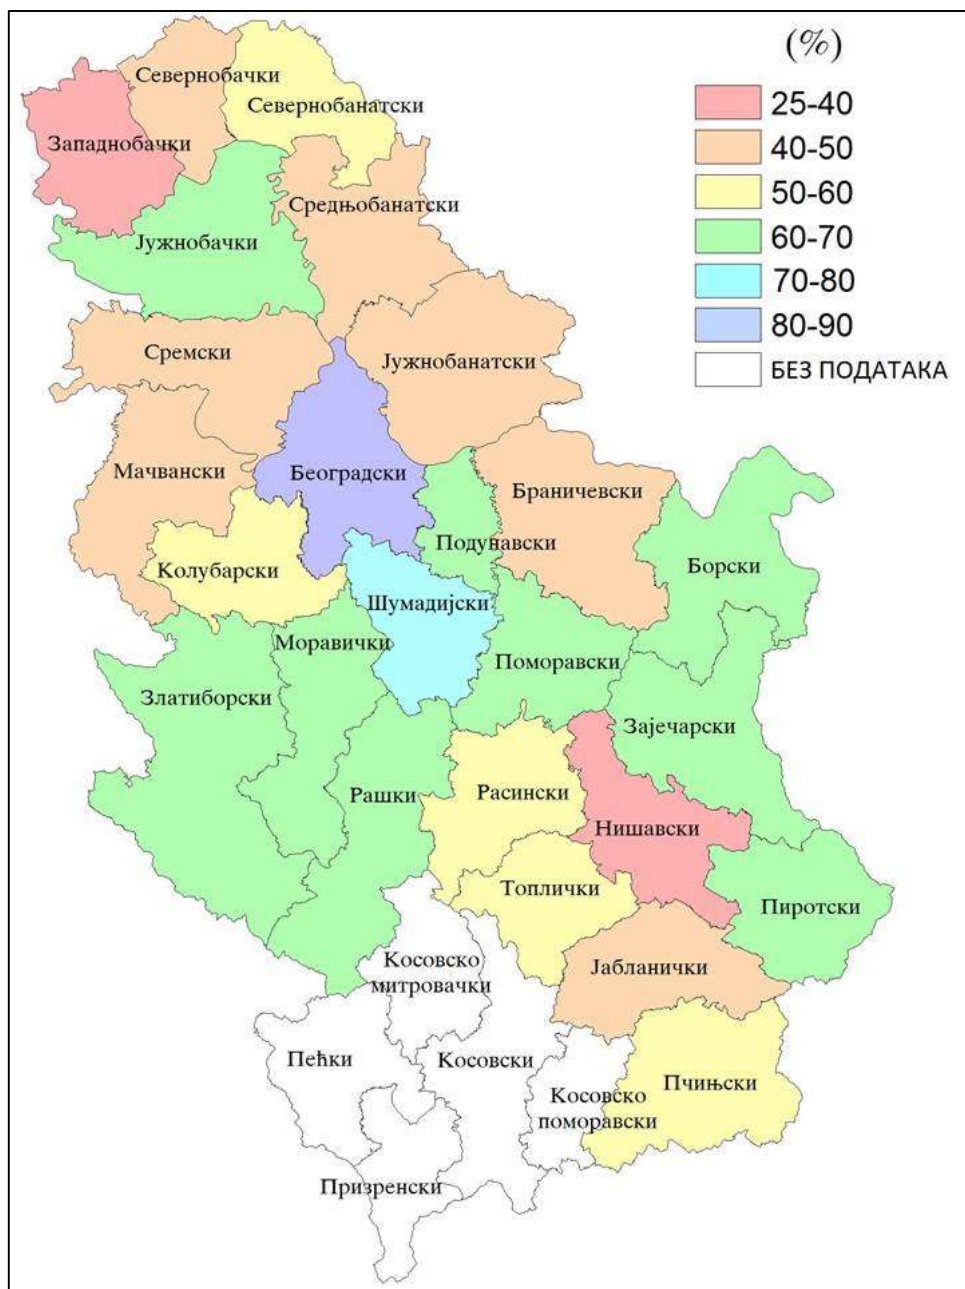 (%)
25-40
40-50
50-60
60-70
70-80
80-90
БЕЗ ПОДАТАКА
Севернобачки
Севернобанатски
Западнобачки
Средњобанатски
Јужнобачки
Сремски
Јужнобанатски
Мачвански
Београдски
Браничевски
Подунавски
Колубарски
Борски
Шумадијски
Моравички
Поморавски
Златиборски
Зајечарски
Рашки
Расински
Нишавски
Топлички
Пиротски
Косовско
митровачки
Јабланички
Пећки
Косовски
Пчињски
Косовско
поморавски
Призренски